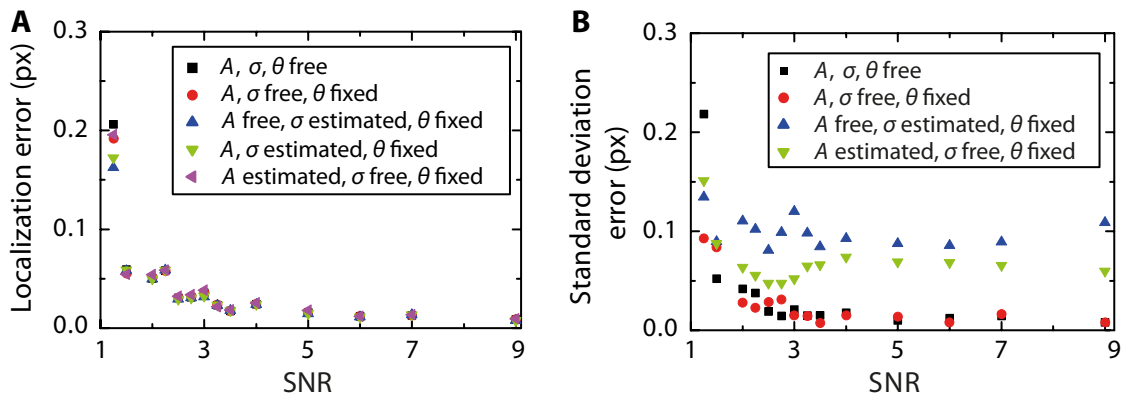 A
Localization error (px)
0.3
0.2
0.1
0.0
A, σ, θ free
A, σ free, θ fixed
A free, σ estimated, θ fixed
A, σ estimated, θ fixed
A estimated, σ free, θ fixed
1 3 5 7 9
SNR
B
Standard deviation
error (px)
0.3
0.2
0.1
0.0
A, σ, θ free
A, σ free, θ fixed
A free, σ estimated, θ fixed
A estimated, σ free, θ fixed
1 3 5 7 9
SNR